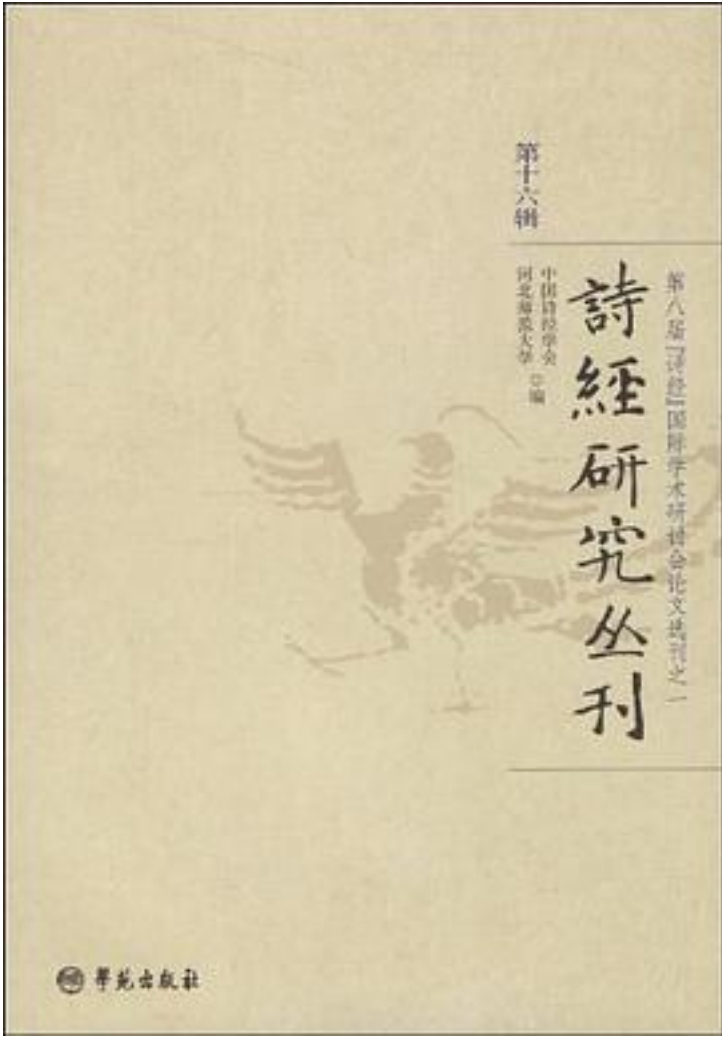 第八届『诗经』国际学术研讨会论文选刊之一
詩經研究丛刊
中国诗经学会
河北师范大学
◎编
第十六辑
學苑出版社